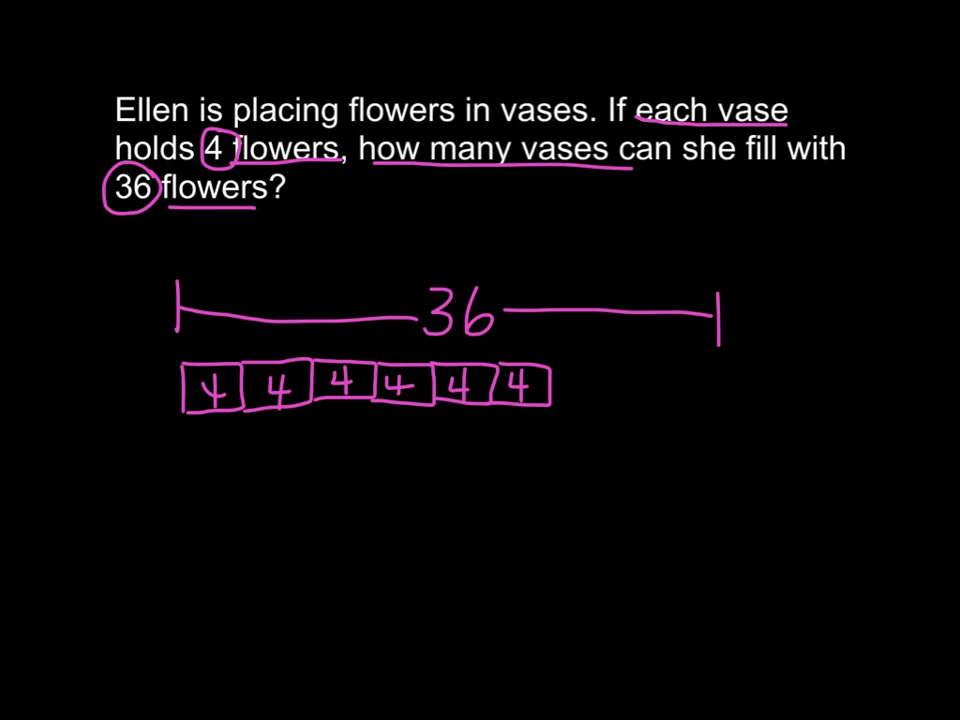 Ellen is placing flowers in vases. If each vase
holds 4 flowers, how many vases can she fill with
36 flowers?
36
4 4 4 4 4 4